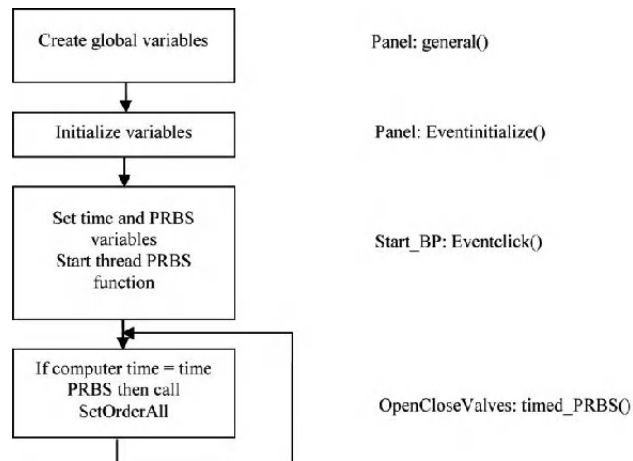 Create global variables
Panel: general()
Initialize variables
Panel: Eventinitialize()
Set time and PRBS
variables
Start thread PRBS
function
Start_BP: Eventclick()
If computer time = time
PRBS then call
SetOrderAll
OpenCloseValves: timed_PRBS()